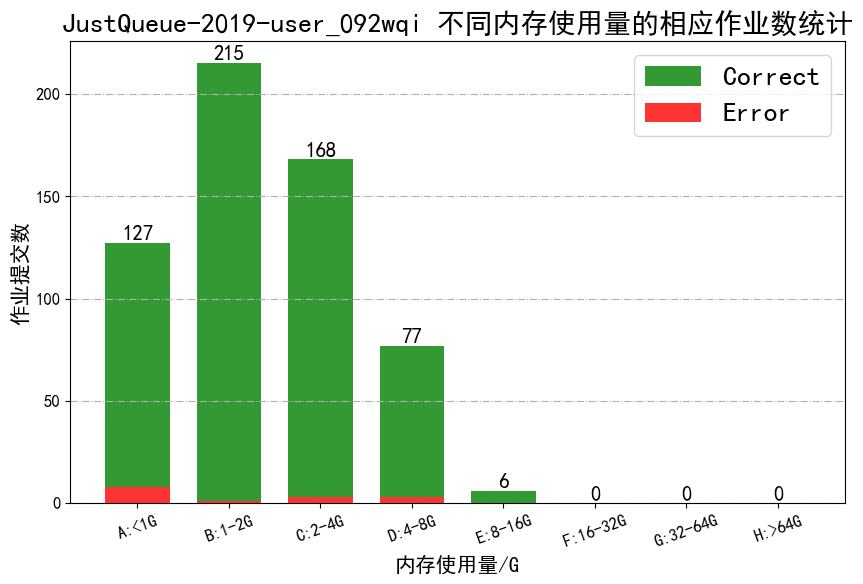 JustQueue-2019-user_092wqi 不同内存使用量的相应作业数统计
215
200
Correct
Error
168
150
127
作业提交数
100
77
50
6
0
0
0
0
A:<1G
B:1-2G
C:2-4G
D:4-8G
E:8-16G
F:16-32G
G:32-64G
H:>64G
内存使用量/G